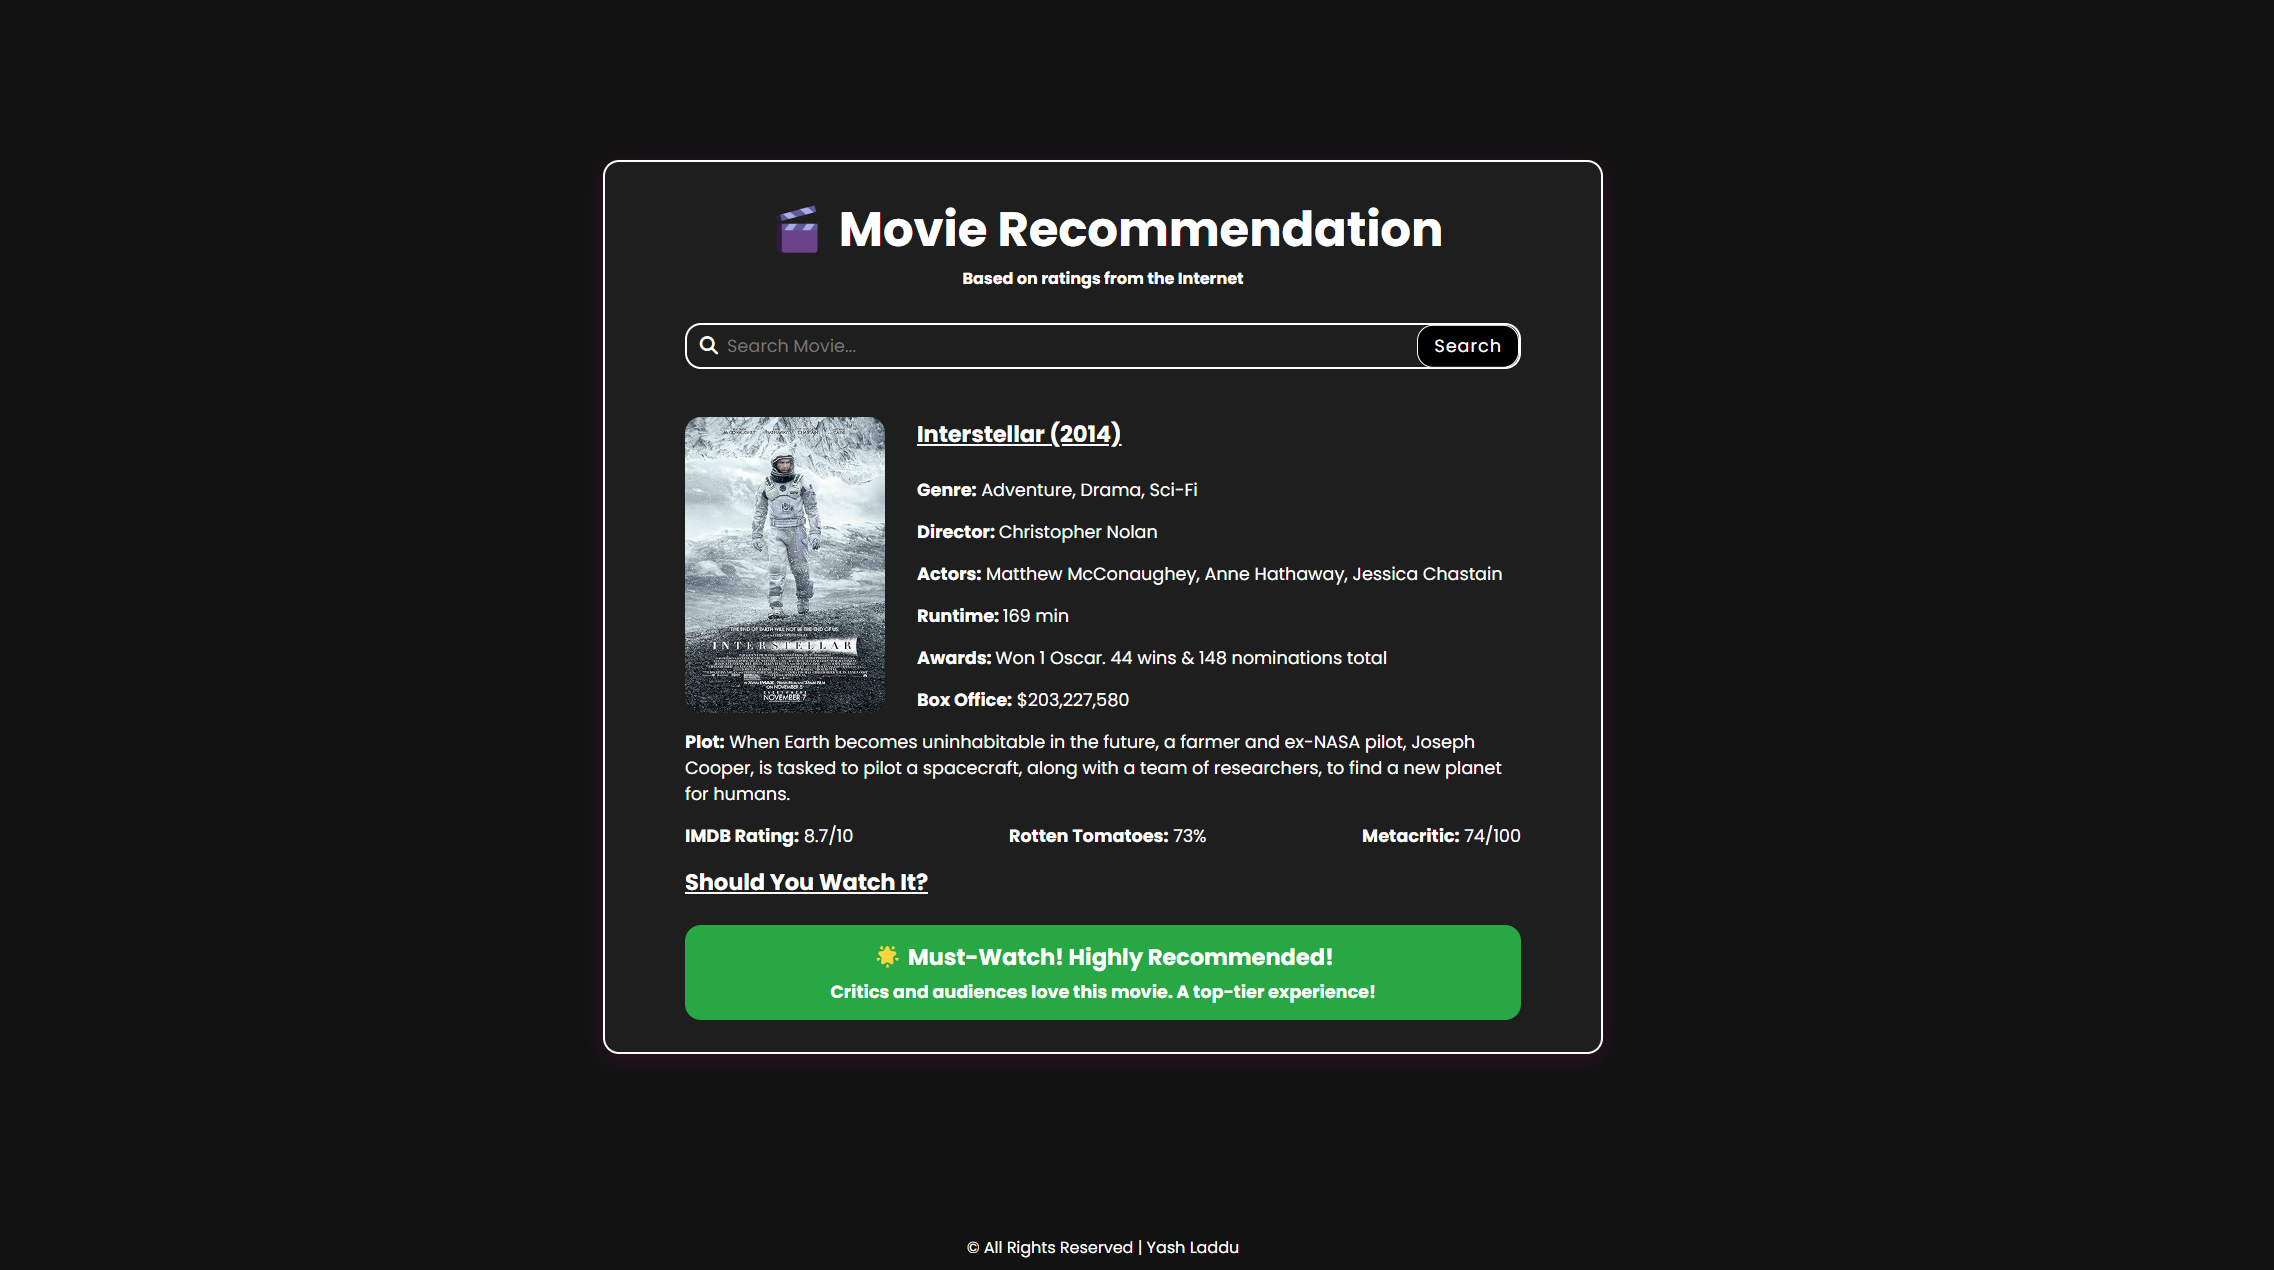 Movie Recommendation
Based on ratings from the Internet
Search Movie...
Search
Interstellar (2014)
Genre: Adventure, Drama, Sci-Fi
Director: Christopher Nolan
Actors: Matthew McConaughey, Anne Hathaway, Jessica Chastain
Runtime: 169 min
Awards: Won 1 Oscar. 44 wins & 148 nominations total
Box Office: $203,227,580
THE END OF EARTH WILL NOT BE THE END OF US
INTERSTELLAR
NOVEMBER 7
Plot: When Earth becomes uninhabitable in the future, a farmer and ex-NASA pilot, Joseph
Cooper, is tasked to pilot a spacecraft, along with a team of researchers, to find a new planet
for humans.
IMDB Rating: 8.7/10 Rotten Tomatoes: 73% Metacritic: 74/100
Should You Watch It?
🌟 Must-Watch! Highly Recommended!
Critics and audiences love this movie. A top-tier experience!
© All Rights Reserved | Yash Laddu